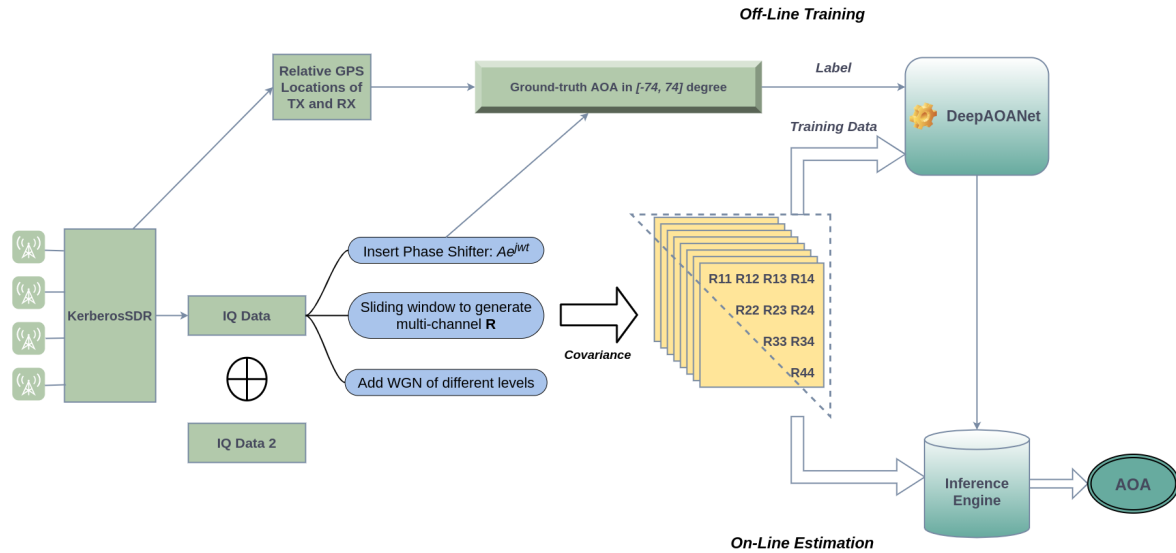 Off-Line Training
Relative GPS
Locations of
TX and RX
Ground-truth AOA in [-74, 74] degree
Label
DeepAOANet
Training Data
KerberosSDR
IQ Data
IQ Data 2
Insert Phase Shifter: Ae^jwt
Sliding window to generate
multi-channel R
Add WGN of different levels
Covariance
R11 R12 R13 R14
R22 R23 R24
R33 R34
R44
Inference
Engine
AOA
On-Line Estimation